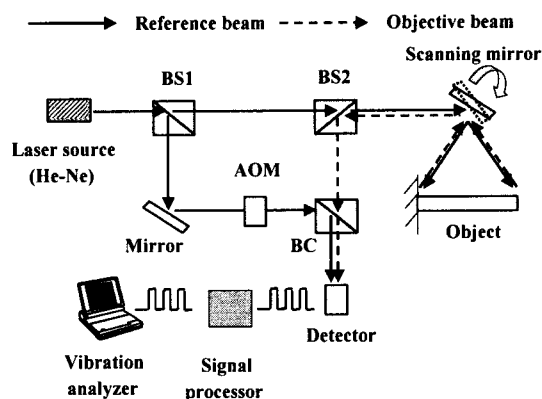 Reference beam
Objective beam
Scanning mirror
BS1
BS2
Laser source
(He-Ne)
AOM
Mirror
BC
Object
Detector
Vibration
analyzer
Signal
processor